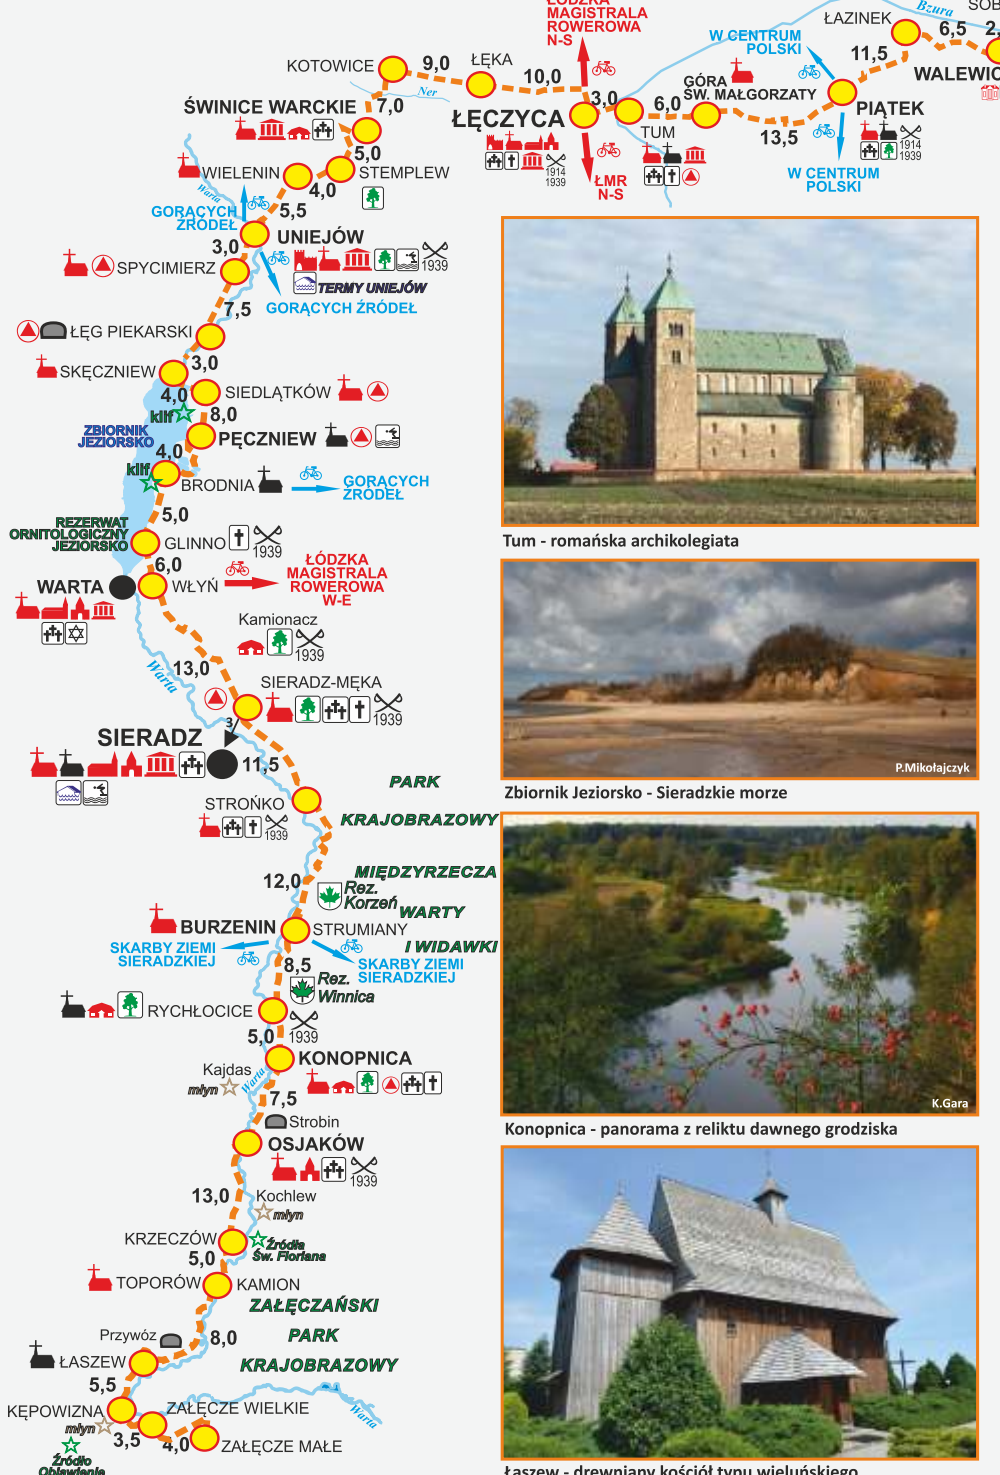 ŁÓDZKA
MAGISTRALA
ROWEROWA
N-S
ŁAZINEK
Bzura
6,5
2,
W CENTRUM
POLSKI
11,5
WALEWIC
KOTOWICE
9,0
ŁĘKA
10,0
Ner
GÓRA
ŚW. MAŁGORZATY
ŚWINICE WARCKIE
7,0
ŁĘCZYCA
3,0
6,0
13,5
PIĄTEK
TUM
1914
1939
1914
1939
5,0
WIELENIN
4,0
STEMPLEW
ŁMR
N-S
W CENTRUM
POLSKI
Warta
GORĄCYCH
ŹRÓDEŁ
5,5
3,0
UNIEJÓW
1939
SPYCIMIERZ
TERMY UNIEJÓW
7,5
GORĄCYCH ŹRÓDEŁ
ŁĘG PIEKARSKI
3,0
SKĘCZNIEW
4,0
SIEDLĄTKÓW
klif
8,0
ZBIORNIK
JEZIORSKO
PĘCZNIEW
4,0
klif
BRODNIA
GORĄCYCH
ŹRÓDEŁ
5,0
REZERWAT
ORNITOLOGICZNY
JEZIORSKO
GLINNO
1939
6,0
WARTA
WŁYŃ
ŁÓDZKA
MAGISTRALA
ROWEROWA
W-E
Kamionacz
1939
Warta
13,0
SIERADZ-MĘKA
1939
3
SIERADZ
11,5
STROŃKO
1939
PARK
KRAJOBRAZOWY
MIĘDZYRZECZA
WARTY
I WIDAWKI
12,0
Rez.
Korzeń
BURZENIN
STRUMIANY
SKARBY ZIEMI
SIERADZKIEJ
SKARBY ZIEMI
SIERADZKIEJ
8,5
Rez.
Winnica
RYCHŁOCICE
1939
5,0
KONOPNICA
Kajdas
młyn
Warta
7,5
Strobin
OSJAKÓW
1939
13,0
Kochlew
młyn
KRZECZÓW
Źródła
Św. Floriana
5,0
TOPORÓW
KAMION
ZAŁĘCZAŃSKI
PARK
KRAJOBRAZOWY
Przywóz
8,0
ŁASZEW
5,5
KĘPOWIZNA
młyn
ZAŁĘCZE WIELKIE
Warta
3,5
4,0
ZAŁĘCZE MAŁE
Źródło
Objawienia
Tum - romańska archikolegiata
P.Mikołajczyk
Zbiornik Jeziorsko - Sieradzkie morze
K.Gara
Konopnica - panorama z reliktu dawnego grodziska
Łaszew - drewniany kościół typu wieluńskiego